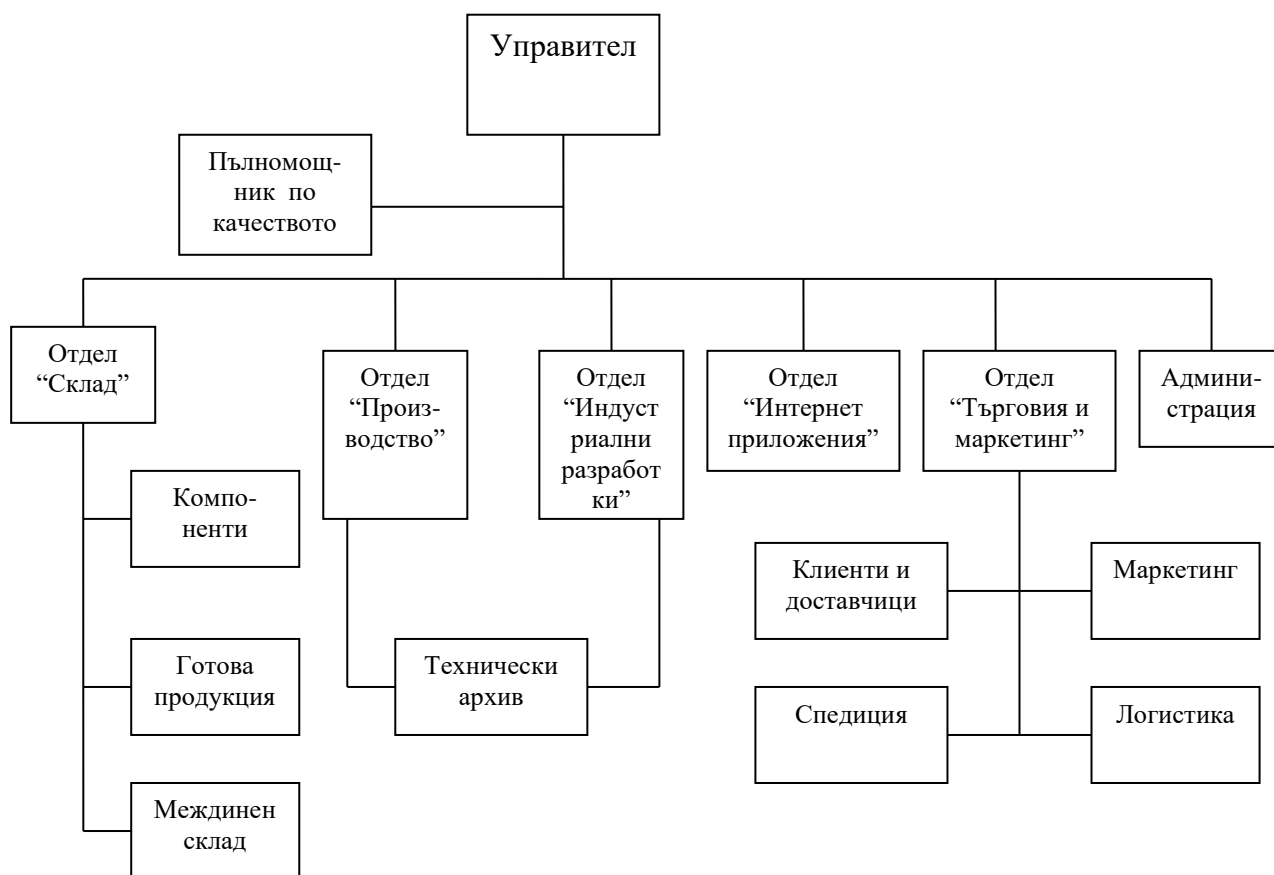 Управител
Пълномощ-
ник по
качеството
Отдел
“Склад”
Отдел
“Произ-
водство”
Отдел
“Индуст
риални
разработ
ки”
Отдел
“Интернет
приложения”
Отдел
“Търговия и
маркетинг”
Админи-
страция
Компо-
ненти
Клиенти и
доставчици
Маркетинг
Готова
продукция
Технически
архив
Спедиция
Логистика
Междинен
склад